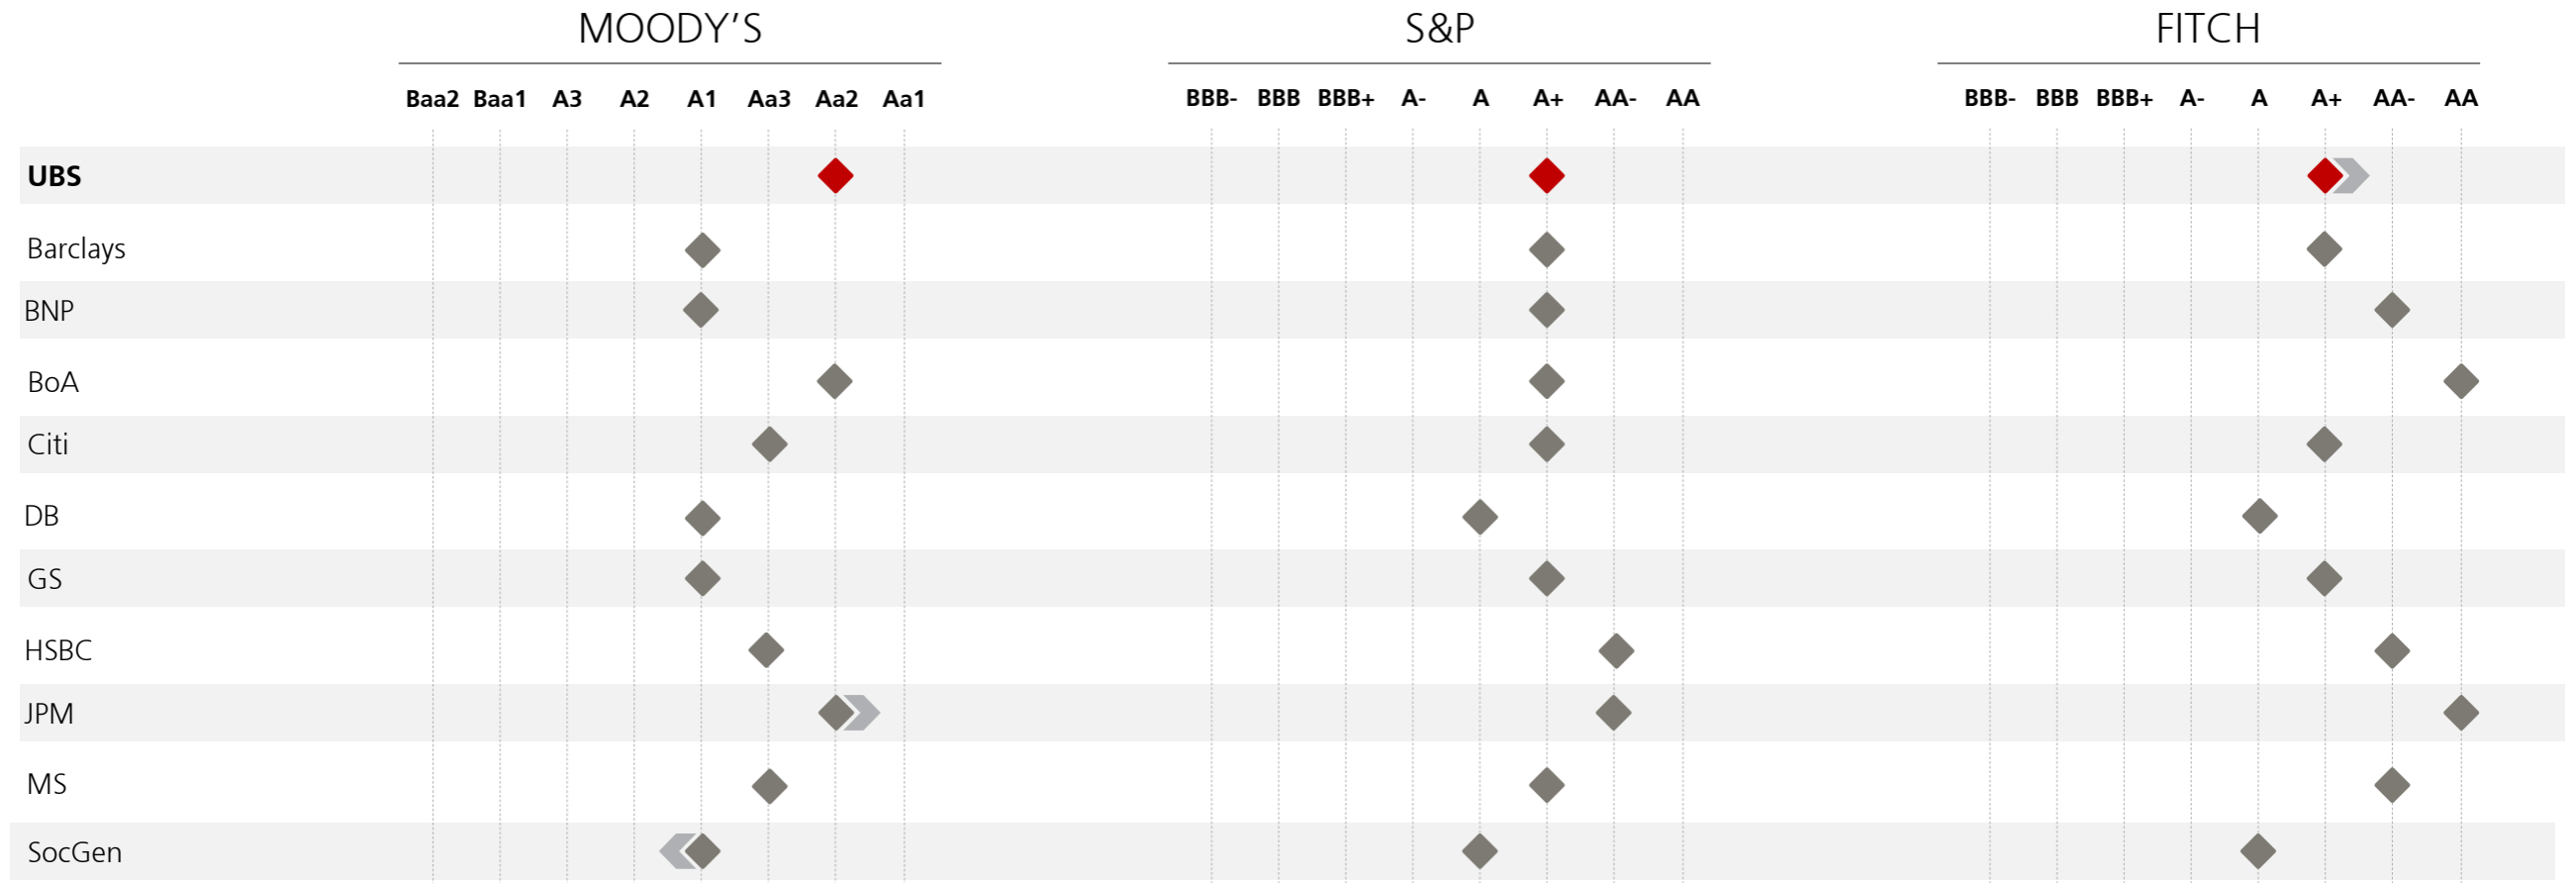 MOODY’S S&P FITCH
Baa2 Baa1 A3 A2 A1 Aa3 Aa2 Aa1 BBB- BBB BBB+ A- A A+ AA- AA BBB- BBB BBB+ A- A A+ AA- AA
UBS
Barclays
BNP
BoA
Citi
DB
GS
HSBC
JPM
MS
SocGen